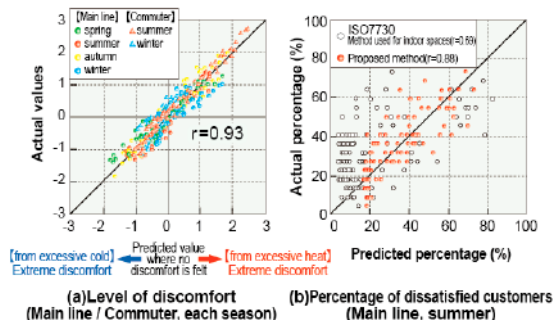 【Main line】 【Commuter】
spring summer
summer winter
autumn
winter
Actual values
3
2
1
0
-1
-2
-3
r=0.93
-3 -2 -1 0 1 2 3
【from excessive cold】
Extreme discomfort
Predicted value
where no
discomfort is felt
【from excessive heat】
Extreme discomfort
(a)Level of discomfort
(Main line / Commuter, each season)
Actual percentage (%)
100
80
60
40
20
0
ISO7730
Method used for indoor spaces(r=0.69)
Proposed method(r=0.88)
0 20 40 60 80 100
Predicted percentage (%)
(b)Percentage of dissatisfied customers
(Main line, summer)